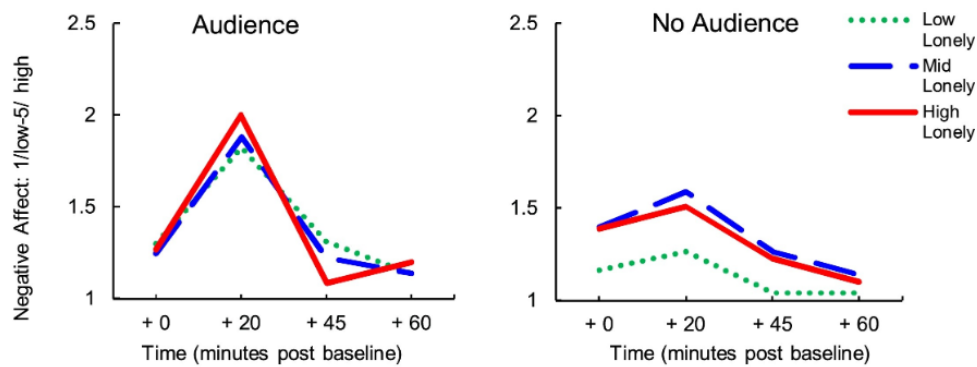 Audience
Negative Affect: 1/low-5/ high
2.5
2
1.5
1
+ 0
+ 20
+ 45
+ 60
Time (minutes post baseline)
No Audience
2.5
2
1.5
1
+ 0
+ 20
+ 45
+ 60
Time (minutes post baseline)
Low
Lonely
Mid
Lonely
High
Lonely